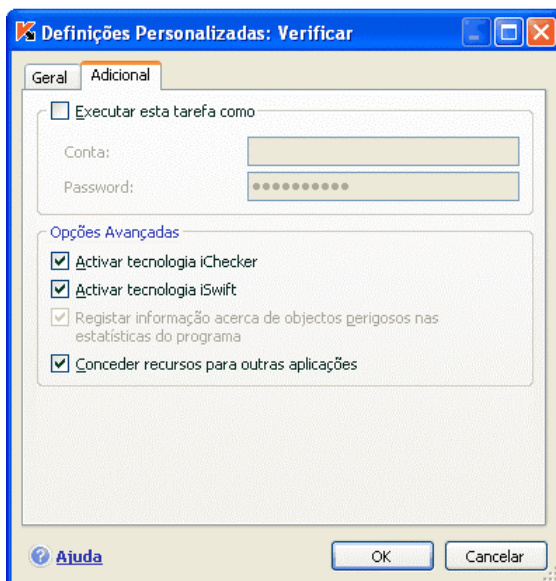 Definições Personalizadas: Verificar
Geral
Adicional
Executar esta tarefa como
Conta:
Password:
Opções Avançadas
Activar tecnologia iChecker
Activar tecnologia iSwift
Registar informação acerca de objectos perigosos nas
estatísticas do programa
Conceder recursos para outras aplicações
Ajuda
OK
Cancelar